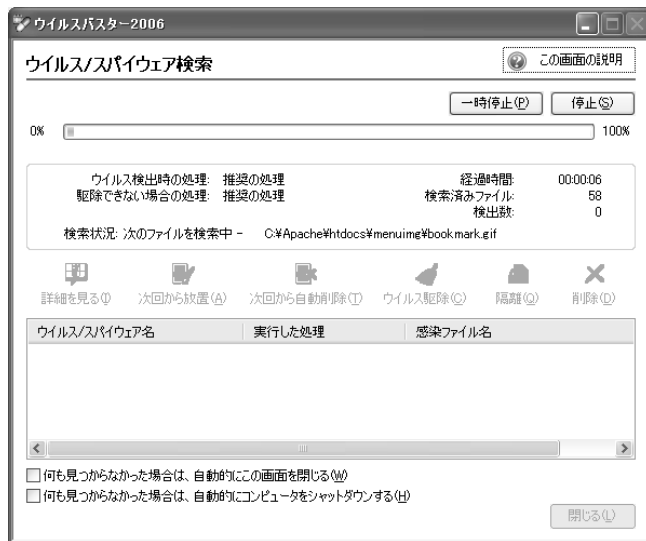 ウイルスバスター2006
ウイルス/スパイウェア検索
この画面の説明
一時停止(P) 停止(S)
0% 100%
ウイルス検出時の処理: 推奨の処理 経過時間: 00:00:06
駆除できない場合の処理: 推奨の処理 検索済みファイル: 58
検出数: 0
検索状況: 次のファイルを検索中 - C:¥Apache¥htdocs¥menuimg¥bookmark.gif
詳細を見る(I) 次回から放置(A) 次回から自動削除(T) ウイルス駆除(C) 隔離(Q) 削除(D)
ウイルス/スパイウェア名 実行した処理 感染ファイル名
何も見つからなかった場合は、自動的にこの画面を閉じる(W)
何も見つからなかった場合は、自動的にコンピュータをシャットダウンする(H)
閉じる(L)